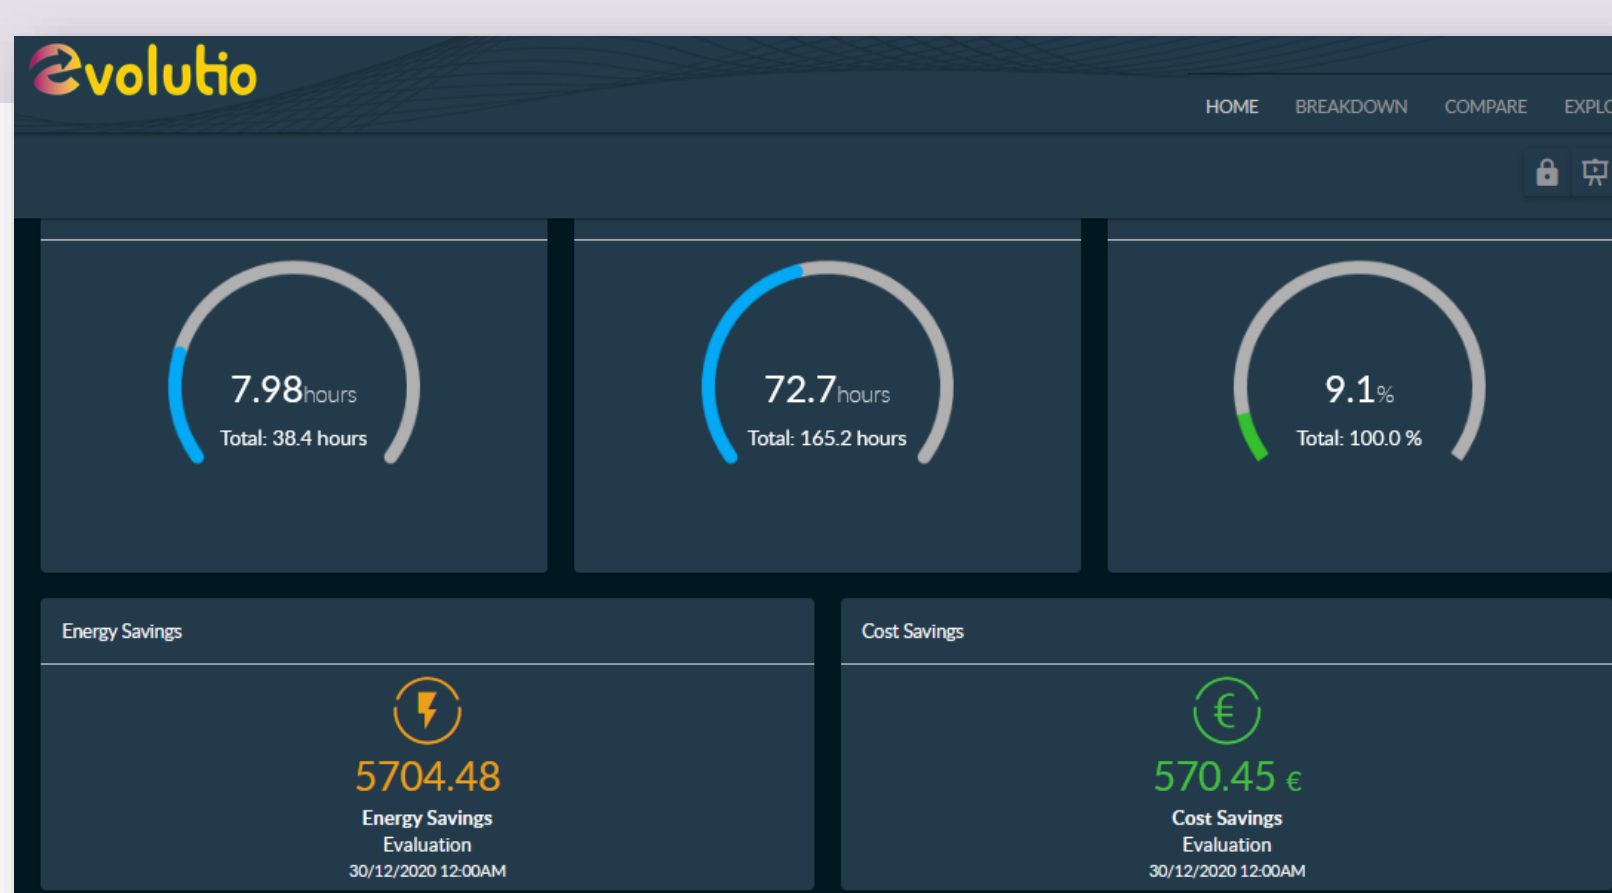 evolutio
HOME BREAKDOWN COMPARE EXPLO
7.98hours
Total: 38.4 hours
72.7hours
Total: 165.2 hours
9.1%
Total: 100.0 %
Energy Savings
5704.48
Energy Savings
Evaluation
30/12/2020 12:00AM
Cost Savings
€
570.45 €
Cost Savings
Evaluation
30/12/2020 12:00AM